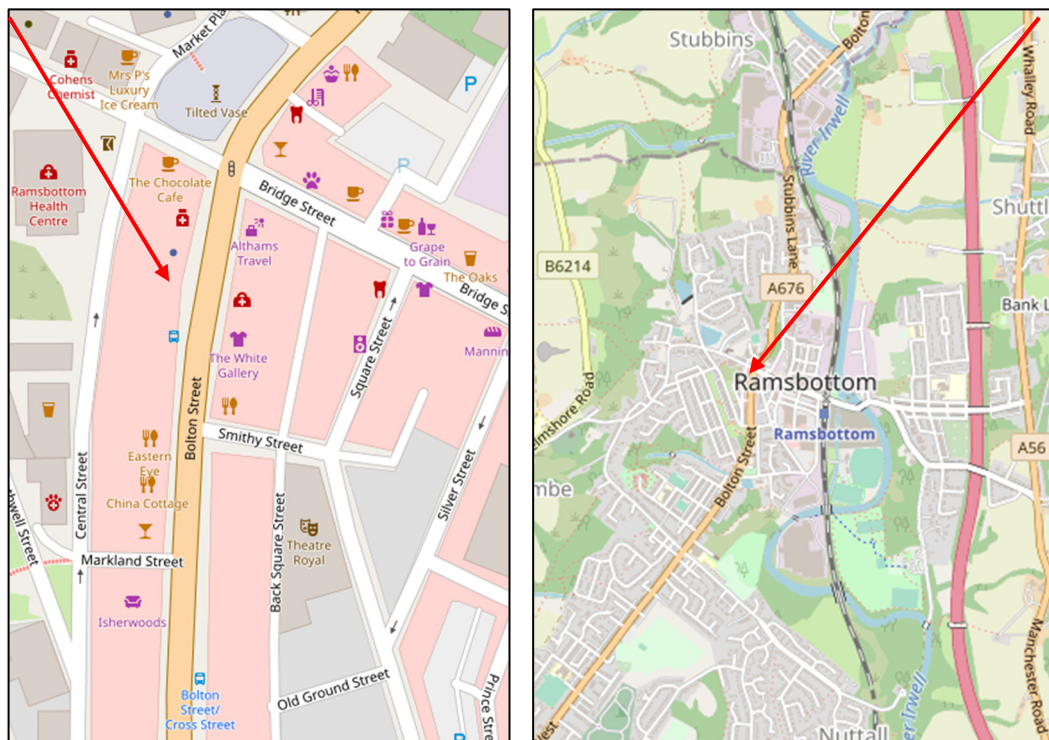 Market Pla
Cohens
Chemist
Mrs P's
Luxury
Ice Cream
Tilted Vase
P
P
Ramsbottom
Health
Centre
The Chocolate
Cafe
Bridge Street
Althams
Travel
Grape
to Grain
The Oaks
Bridge S
The White
Gallery
Square Street
Mannin
Bolton Street
Smithy Street
Eastern
Eye
China Cottage
Central Street
Silver Street
Markland Street
Back Square Street
Theatre
Royal
Isherwoods
Old Ground Street
Bolton
Street/
Cross Street
Prince Stre
P
Stubbins
Bolton
Whalley Road
River Irwell
Stubbins Lane
Shuttl
B6214
A676
Bank L
Ramsbottom
Ramsbottom
Bolton Street
A56
mbe
Manchester Road
Nuttall